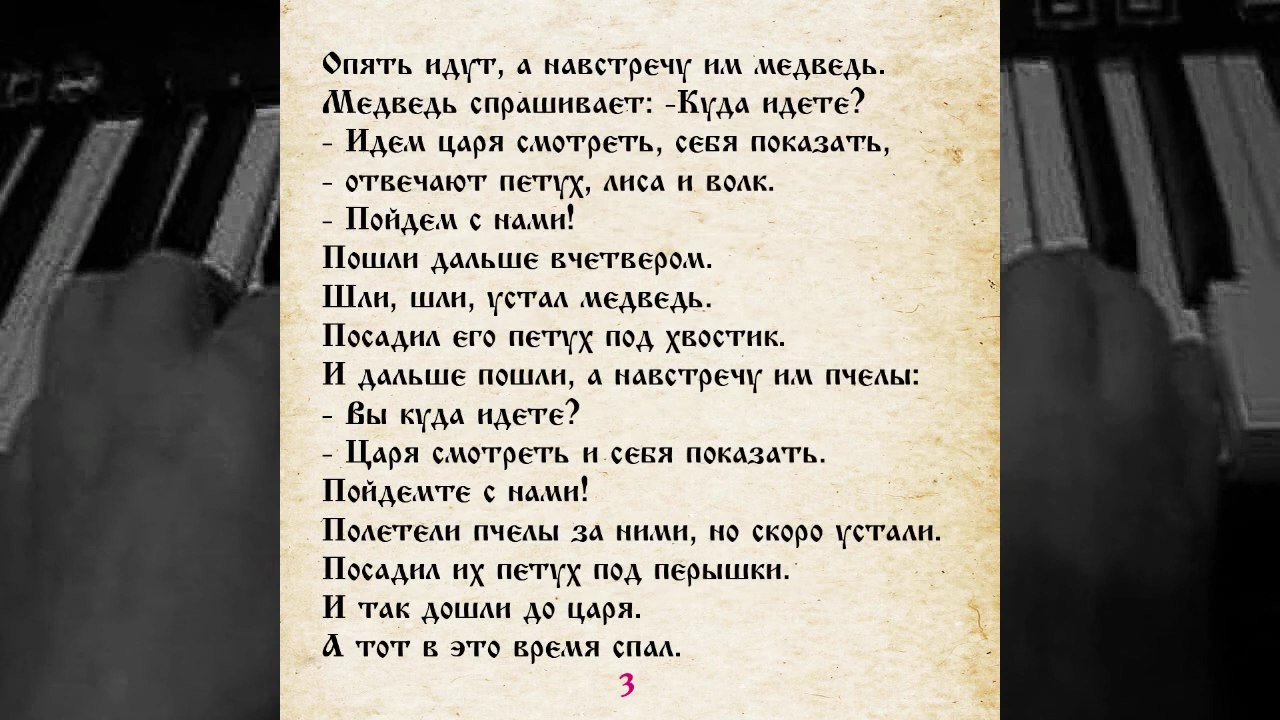 Опять идут, а навстречу им медведь.
Медведь спрашивает: -Куда идете?
- Идем царя смотреть, себя показать,
- отвечают петух, лиса и волк.
- Пойдем с нами!
Пошли дальше вчетвером.
Шли, шли, устал медведь.
Посадил его петух под хвостик.
И дальше пошли, а навстречу им пчелы:
- Вы куда идете?
- Царя смотреть и себя показать.
Пойдемте с нами!
Полетели пчелы за ними, но скоро устали.
Посадил их петух под перышки.
И так дошли до царя.
А тот в это время спал.
3